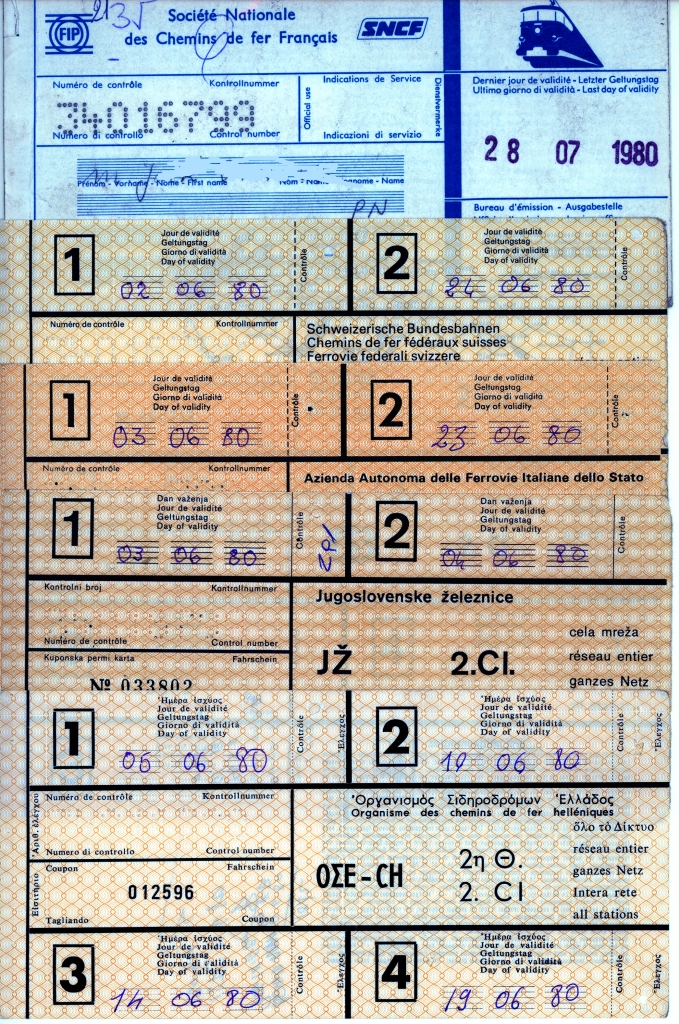 2135
FIP
Société Nationale
des Chemins de fer Français
SNCF
Numéro de contrôle Kontrollnummer
34016799
Numéro di controllo Control number
Indications de Service
Official use
Dienstvermerke
Indicazioni di servizio
Dernier jour de validité - Letzter Geltungstag
Ultimo giorno di validità - Last day of validity
28 07 1980
Prénom - Vorname - Nome - First name
Name
PN
Bureau d'émission - Ausgabestelle
1
Jour de validité
Geltungstag
Giorno di validità
Day of validity
02 06 80
Contrôle
2
Jour de validité
Geltungstag
Giorno di validità
Day of validity
24 06 80
Contrôle
Numéro de contrôle Kontrollnummer
Schweizerische Bundesbahnen
Chemins de fer fédéraux suisses
Ferrovie federali svizzere
1
Jour de validité
Geltungstag
Giorno di validità
Day of validity
03 06 80
Contrôle
2
Jour de validité
Geltungstag
Giorno di validità
Day of validity
23 06 80
Contrôle
Numéro de contrôle Kontrollnummer
Azienda Autonoma delle Ferrovie Italiane dello Stato
1
Dan važenja
Jour de validité
Geltungstag
Day of validity
03 06 80
Contrôle
2
Dan važenja
Jour de validité
Geltungstag
Day of validity
04 06 80
Contrôle
Kontrolni broj Kontrollnummer
Numéro de contrôle Control number
Kuponska permi karta Fahrschein
Nº 033802
Jugoslovenske železnice
JŽ 2.Cl.
cela mreža
réseau entier
ganzes Netz
1
Ἡμέρα ἰσχύος
Jour de validité
Geltungstag
Giorno di validità
Day of validity
05 06 80
Contrôle
Ἔλεγχος
2
Ἡμέρα ἰσχύος
Jour de validité
Geltungstag
Giorno di validità
Day of validity
10 06 80
Contrôle
Ἔλεγχος
Ἀριθ. ἐλέγχου
Numéro de contrôle Kontrollnummer
Numero di controllo Control number
Εἰσιτήριο
Coupon Fahrschein
012596
Tagliando Coupon
Ὀργανισμός Σιδηροδρόμων Ἑλλάδος
Organisme des chemins de fer helléniques
ΟΣΕ-CH
2η Θ.
2. Cl
ὅλο τό Δίκτυο
réseau entier
ganzes Netz
Intera rete
all stations
3
Ἡμέρα ἰσχύος
Jour de validité
Geltungstag
Giorno di validità
Day of validity
14 06 80
Contrôle
Ἔλεγχος
4
Ἡμέρα ἰσχύος
Jour de validité
Geltungstag
Giorno di validità
Day of validity
19 06 80
Contrôle
Ἔλεγχος